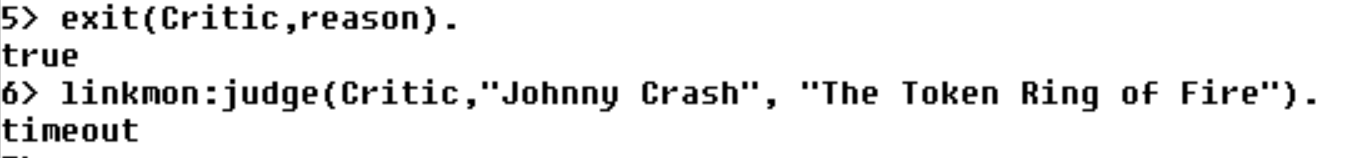 5> exit(Critic,reason).
true
6> linkmon:judge(Critic,"Johnny Crash", "The Token Ring of Fire").
timeout